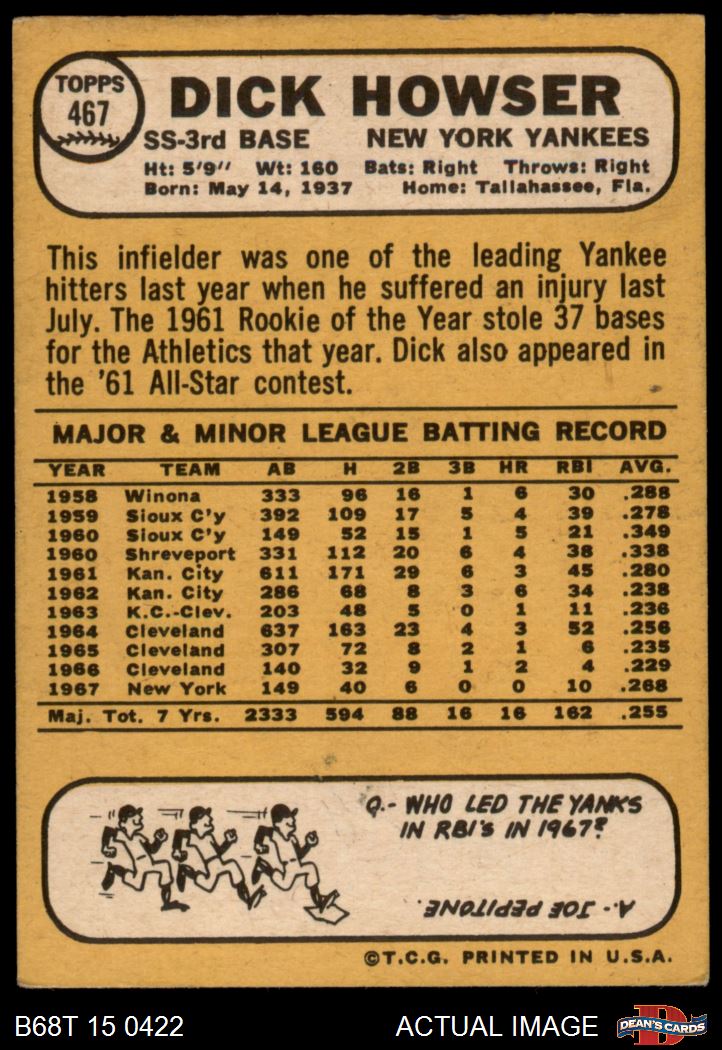 TOPPS
467
DICK HOWSER
SS-3rd BASE NEW YORK YANKEES
Ht: 5'9" Wt: 160 Bats: Right Throws: Right
Born: May 14, 1937 Home: Tallahassee, Fla.
This infielder was one of the leading Yankee
hitters last year when he suffered an injury last
July. The 1961 Rookie of the Year stole 37 bases
for the Athletics that year. Dick also appeared in
the '61 All-Star contest.
MAJOR & MINOR LEAGUE BATTING RECORD
YEAR TEAM AB H 2B 3B HR RBI AVG.
1958 Winona 333 96 16 1 6 30 .288
1959 Sioux C'y 392 109 17 5 4 39 .278
1960 Sioux C'y 149 52 15 1 5 21 .349
1960 Shreveport 331 112 20 6 4 38 .338
1961 Kan. City 611 171 29 6 3 45 .280
1962 Kan. City 286 68 8 3 6 34 .238
1963 K.C.-Clev. 203 48 5 0 1 11 .236
1964 Cleveland 637 163 23 4 3 52 .256
1965 Cleveland 307 72 8 2 1 6 .235
1966 Cleveland 140 32 9 1 2 4 .229
1967 New York 149 40 6 0 0 10 .268
Maj. Tot. 7 Yrs. 2333 594 88 16 16 162 .255
Q.- WHO LED THE YANKS
IN RBI'S IN 1967?
A.- JOE PEPITONE.
©T.C.G. PRINTED IN U.S.A.
B68T 15 0422 ACTUAL IMAGE DEAN'S CARDS